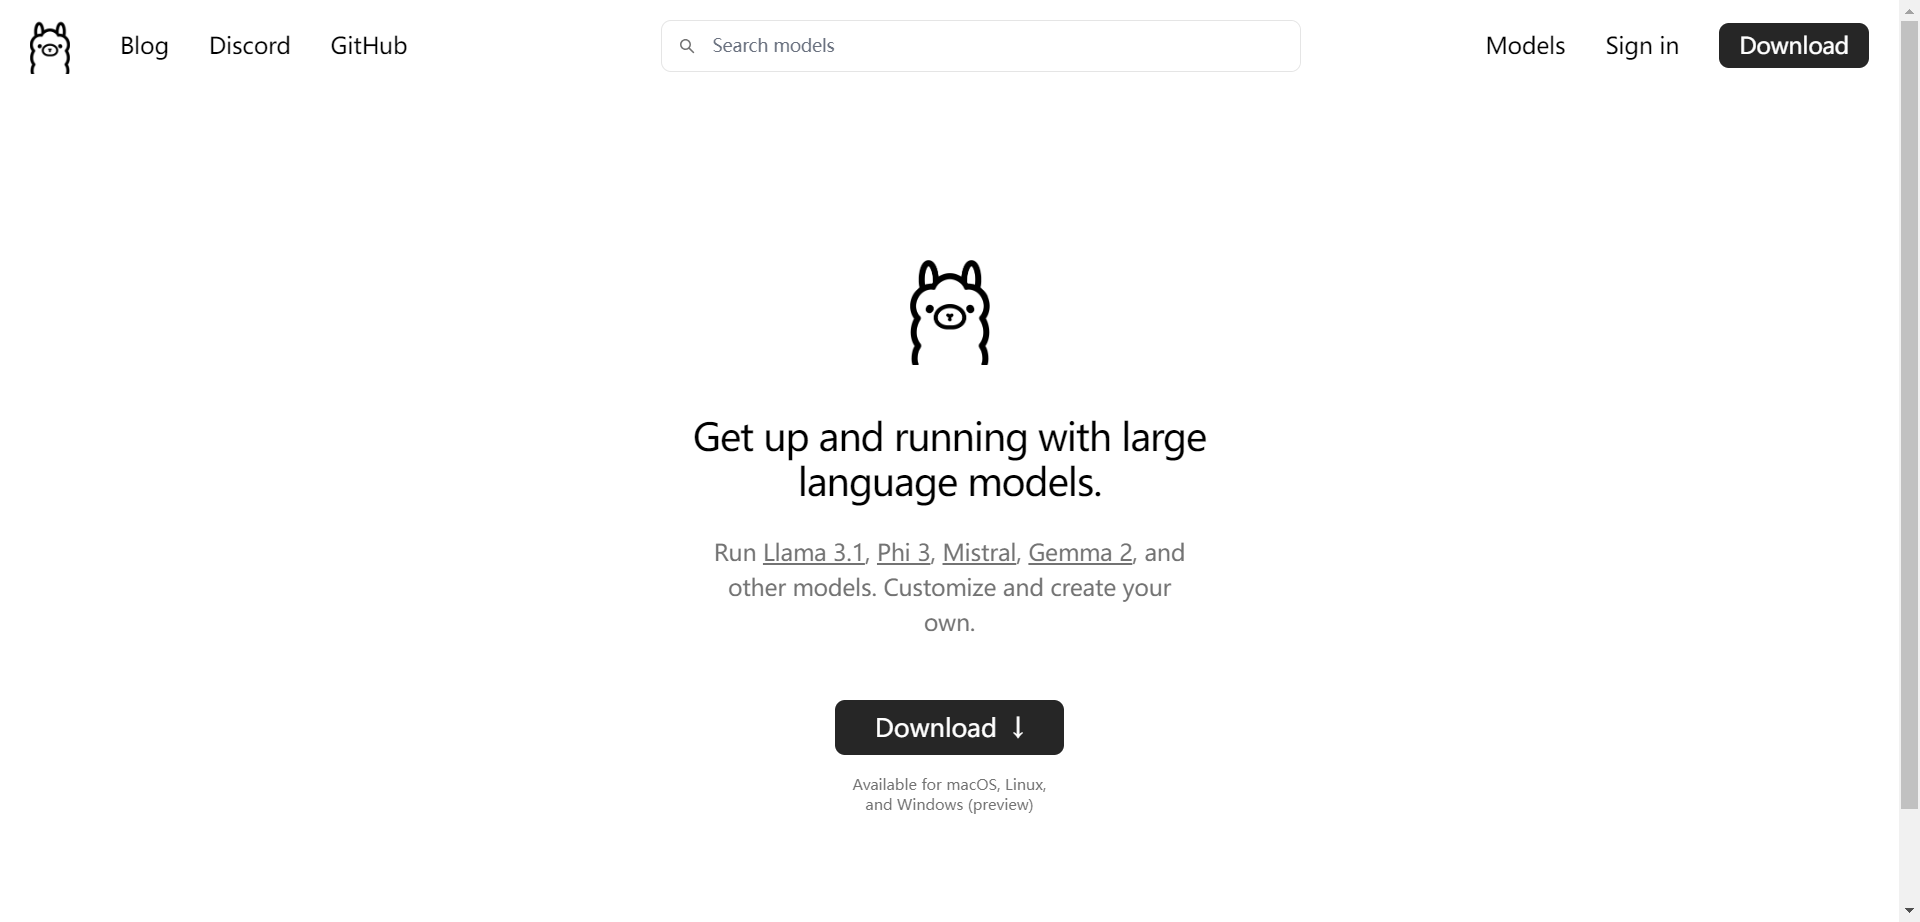 Blog Discord GitHub Search models Models Sign in Download
Get up and running with large
language models.
Run Llama 3.1, Phi 3, Mistral, Gemma 2, and
other models. Customize and create your
own.
Download ↓
Available for macOS, Linux,
and Windows (preview)